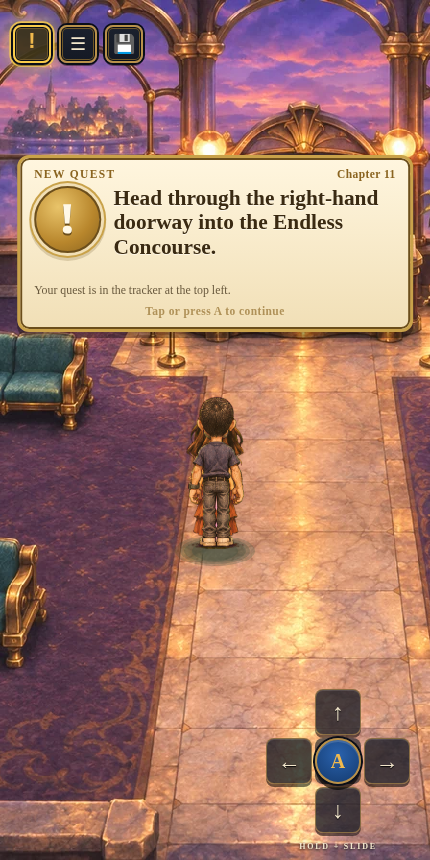 !
☰
NEW QUEST
Chapter 11
!
Head through the right-hand
doorway into the Endless
Concourse.
Your quest is in the tracker at the top left.
Tap or press A to continue
↑
← A →
↓
HOLD + SLIDE